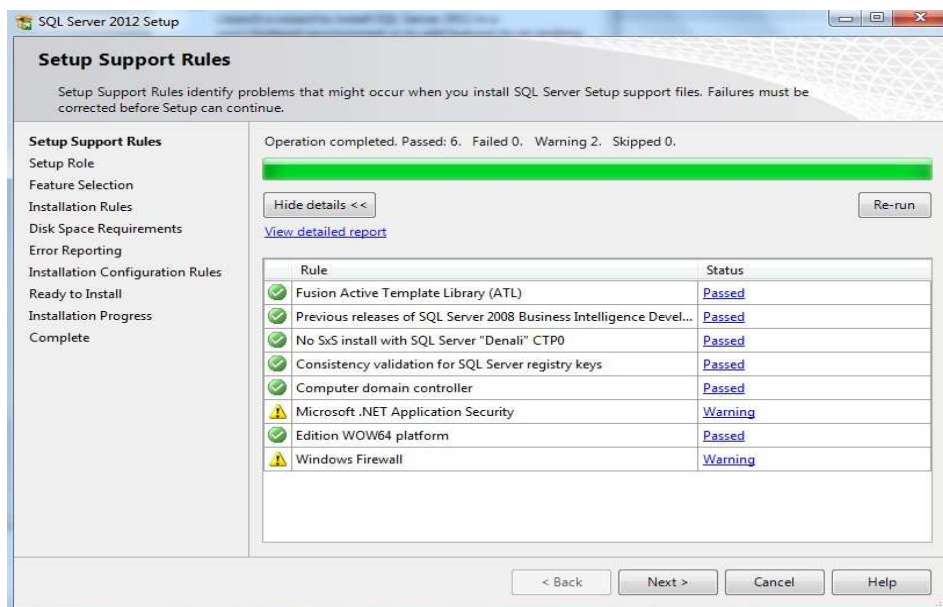 SQL Server 2012 Setup
Setup Support Rules
Setup Support Rules identify problems that might occur when you install SQL Server Setup support files. Failures must be
corrected before Setup can continue.
Setup Support Rules
Setup Role
Feature Selection
Installation Rules
Disk Space Requirements
Error Reporting
Installation Configuration Rules
Ready to Install
Installation Progress
Complete
Operation completed. Passed: 6. Failed 0. Warning 2. Skipped 0.
Hide details << Re-run
View detailed report
Rule Status
Fusion Active Template Library (ATL) Passed
Previous releases of SQL Server 2008 Business Intelligence Devel... Passed
No SxS install with SQL Server "Denali" CTP0 Passed
Consistency validation for SQL Server registry keys Passed
Computer domain controller Passed
Microsoft .NET Application Security Warning
Edition WOW64 platform Passed
Windows Firewall Warning
< Back Next > Cancel Help